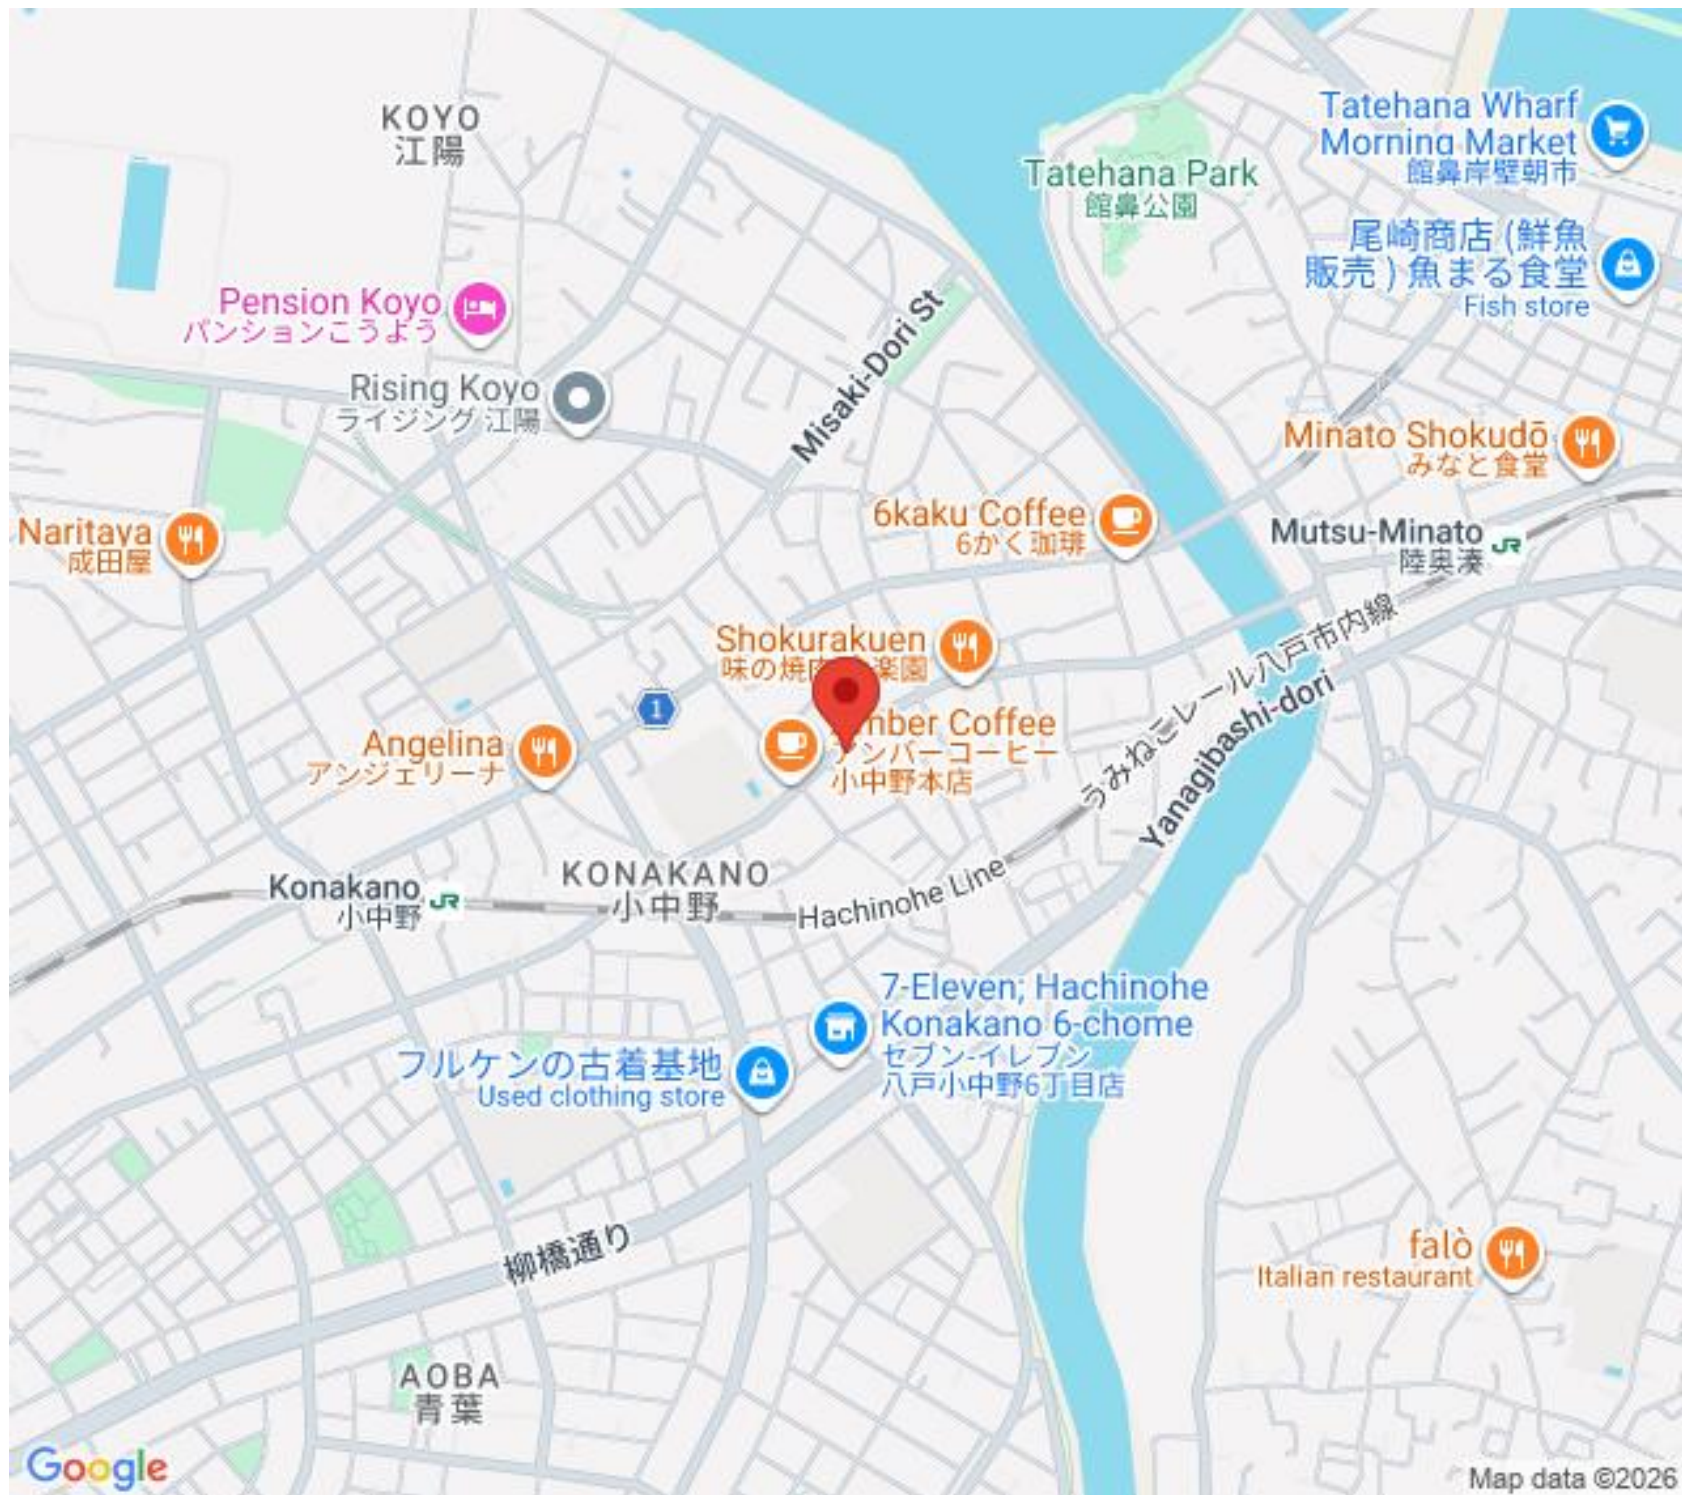 KOYO
江陽
Tatehana Wharf
Morning Market
館鼻岸壁朝市
Tatehana Park
館鼻公園
尾崎商店 (鮮魚
販売 ) 魚まる食堂
Fish store
Pension Koyo
パンションこうよう
Misaki-Dori St
Rising Koyo
ライジング 江陽
Minato Shokudō
みなと食堂
Naritaya
成田屋
6kaku Coffee
6かく珈琲
Mutsu-Minato
陸奥湊
JR
Shokurakuen
味の焼肉 楽園
1
うみねこレール八戸市内線
Yanagibashi-dori
Angelina
アンジェリーナ
mber Coffee
アンバーコーヒー
小中野本店
KONAKANO
小中野
Konakano
小中野
JR
Hachinohe Line
7-Eleven; Hachinohe
Konakano 6-chome
セブン-イレブン
八戸小中野6丁目店
フルケンの古着基地
Used clothing store
柳橋通り
falò
Italian restaurant
AOBA
青葉
Google
Map data ©2026